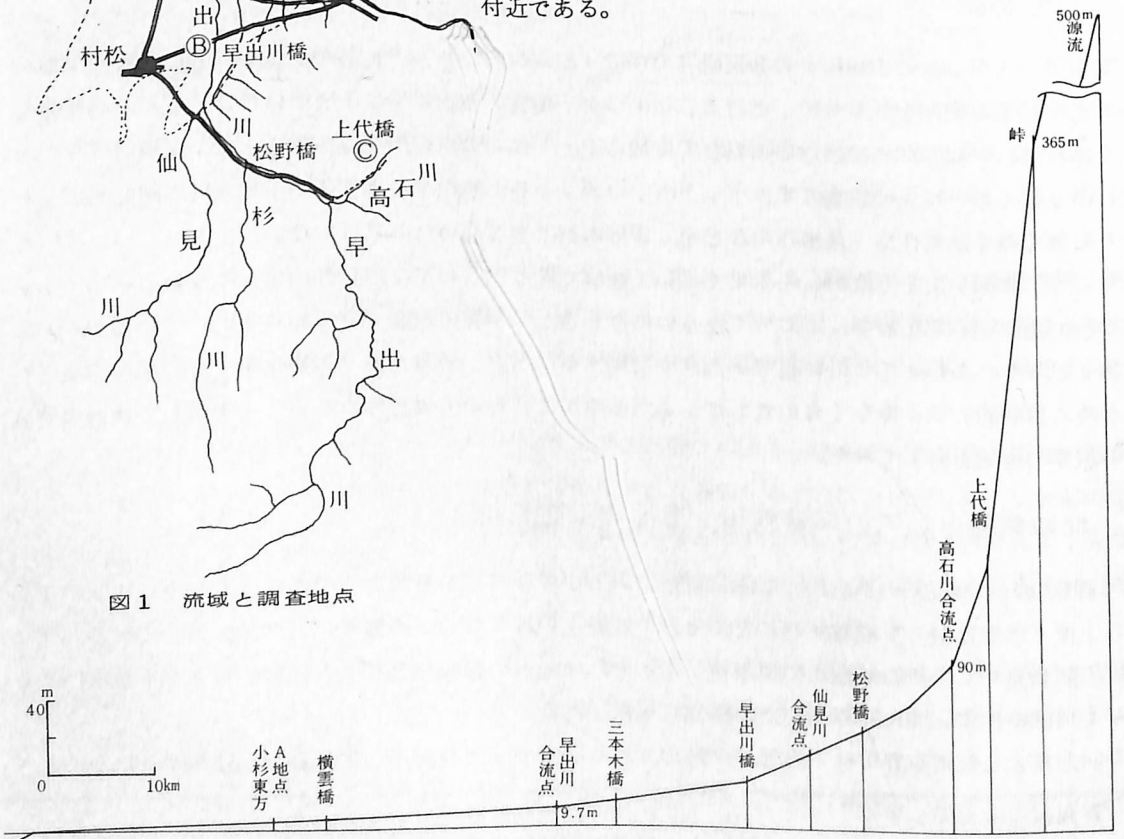 付近である。
出
Ⓑ 早出川橋
村松
川
上代橋
Ⓒ
松野橋
仙
見
川
杉
川
高
石
川
早
出
川
図1 流域と調査地点
500m
源流
峠
365m
上代橋
高石川合流点
90m
松野橋
仙見川
合流点
早出川橋
二本木橋
早出川
合流点
9.7m
横雲橋
A地点
小杉東方
m
40
0
10km